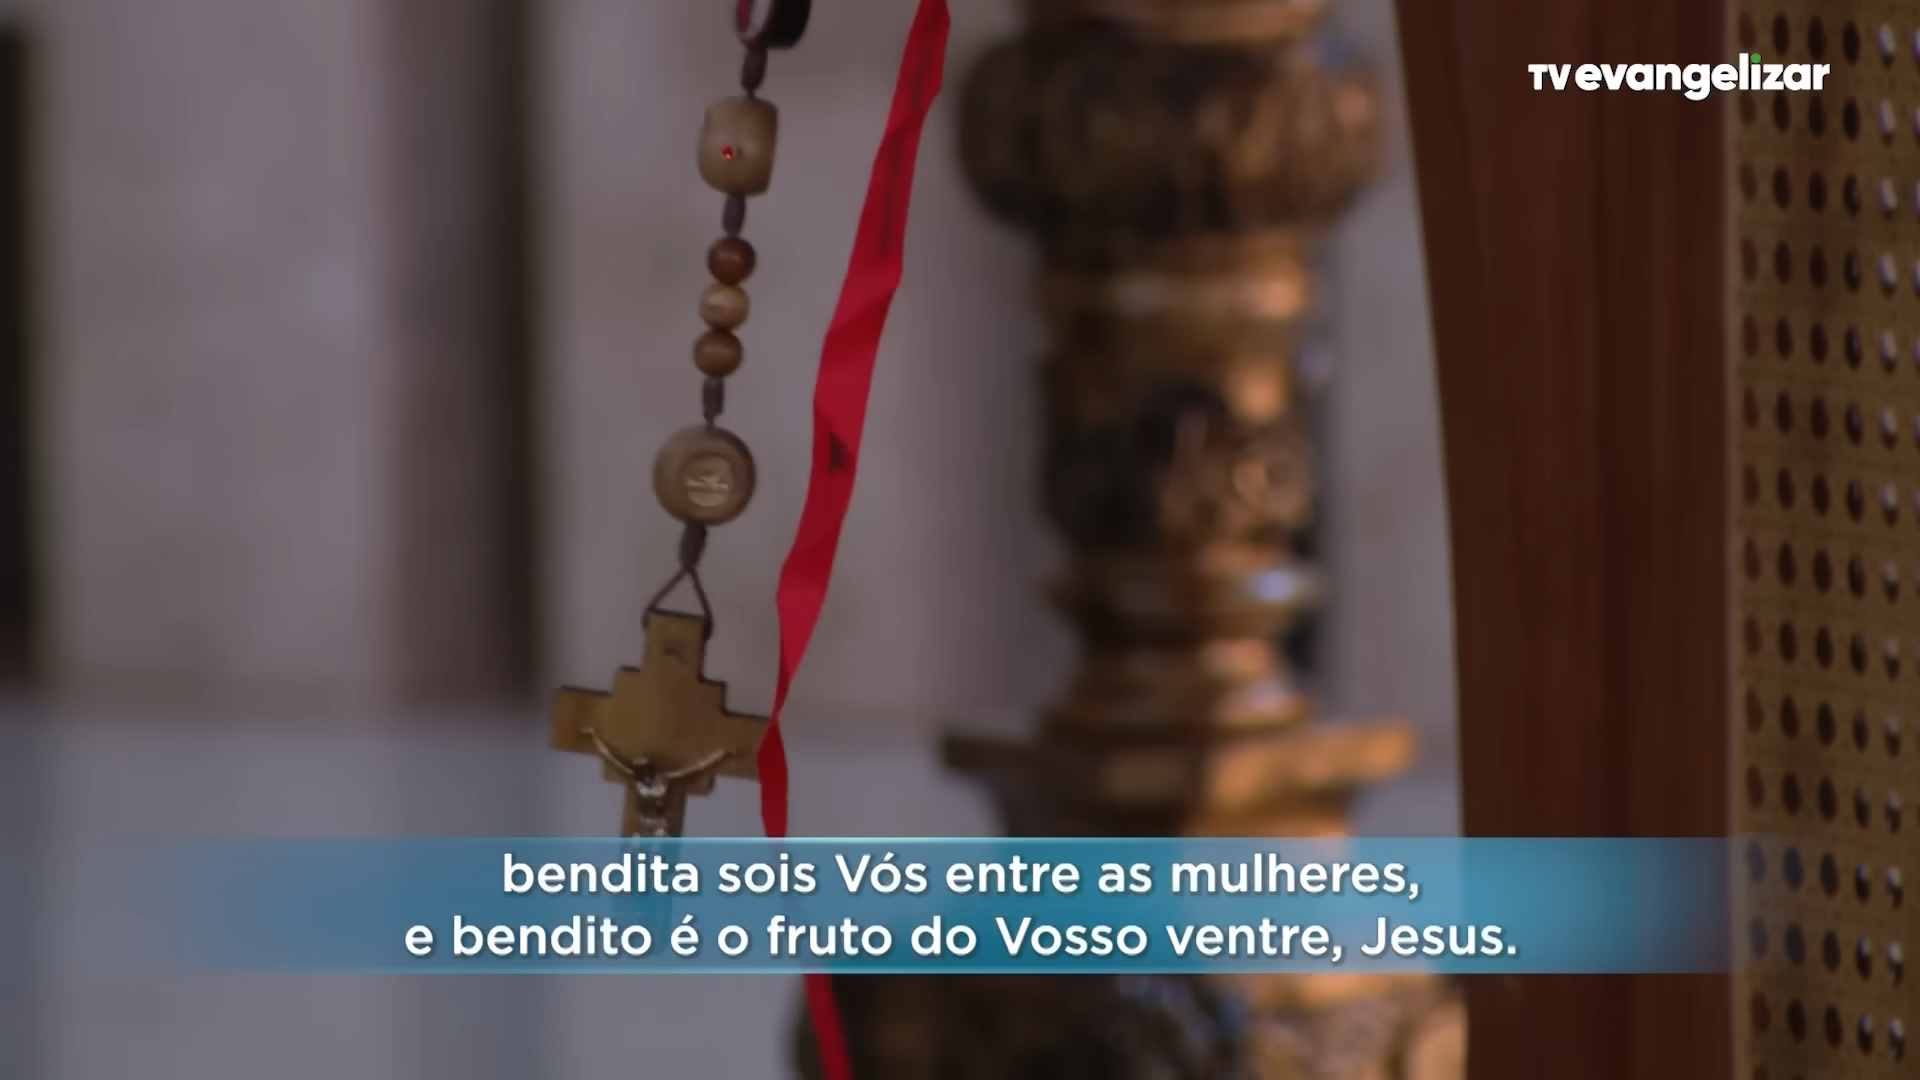 TV evangelizar
bendita sois Vós entre as mulheres,
e bendito é o fruto do Vosso ventre, Jesus.